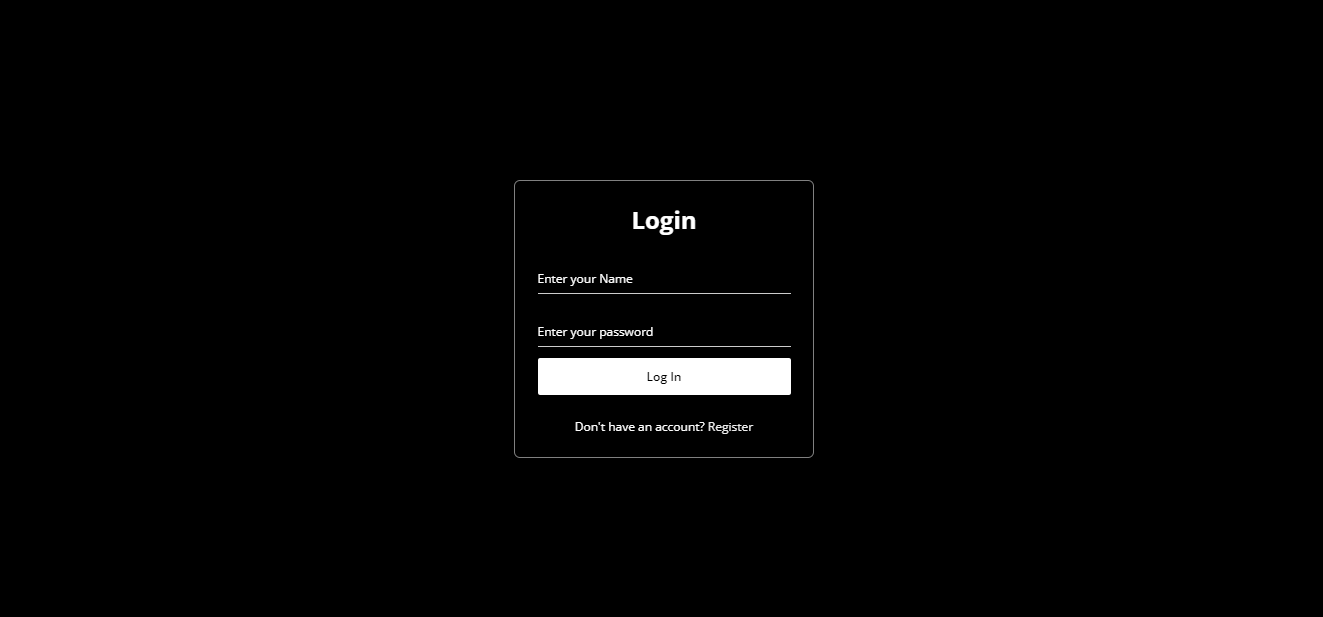 Login
Enter your Name
Enter your password
Log In
Don't have an account? Register